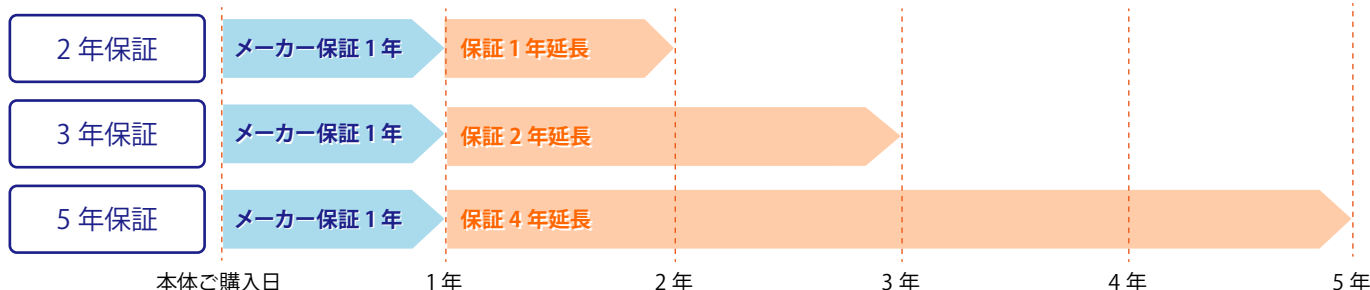 2 年保証
メーカー保証 1 年
保証 1 年延長
3 年保証
メーカー保証 1 年
保証 2 年延長
5 年保証
メーカー保証 1 年
保証 4 年延長
本体ご購入日
1 年
2 年
3 年
4 年
5 年